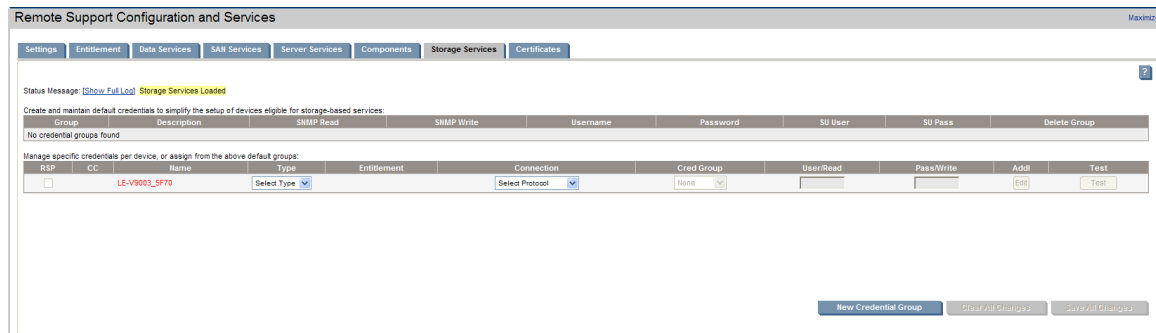 Remote Support Configuration and Services
Maximiz
Settings Entitlement Data Services SAN Services Server Services Components Storage Services Certificates
?
Status Message: [Show Full Log] Storage Services Loaded
Create and maintain default credentials to simplify the setup of devices eligible for storage-based services:
Group Description SNMP Read SNMP Write Username Password SU User SU Pass Delete Group
No credential groups found
Manage specific credentials per device, or assign from the above default groups:
RSP CC Name Type Entitlement Connection Cred Group User/Read Pass/Write Addl Test
LE-V9003_5F70 Select Type Select Protocol None Edit Test
New Credential Group Clear All Changes Save All Changes